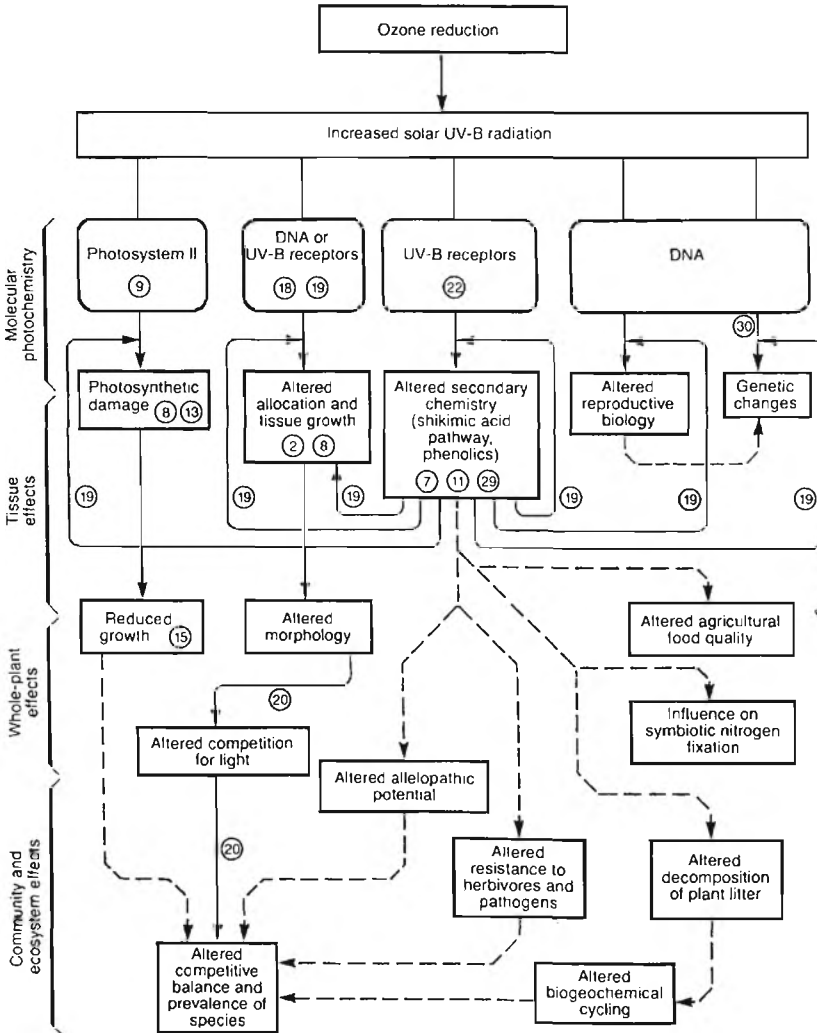 Ozone reduction
Increased solar UV-B radiation
Molecular
photochemistry
Photosystem II
9
DNA or
UV-B receptors
18 19
UV-B receptors
22
DNA
30
Tissue
effects
Photosynthetic
damage 8 13
Altered
allocation and
tissue growth
2 8
Altered secondary
chemistry
(shikimic acid
pathway,
phenolics)
7 11 29
Altered
reproductive
biology
Genetic
changes
19
19
19
19
19
19
Whole-plant
effects
Reduced
growth 15
Altered
morphology
Altered agricultural
food quality
20
Altered competition
for light
Influence on
symbiotic nitrogen
fixation
Altered allelopathic
potential
Community and
ecosystem effects
20
Altered
resistance to
herbivores and
pathogens
Altered
decomposition
of plant litter
Altered
competitive
balance and
prevalence of
species
Altered
biogeochemical
cycling